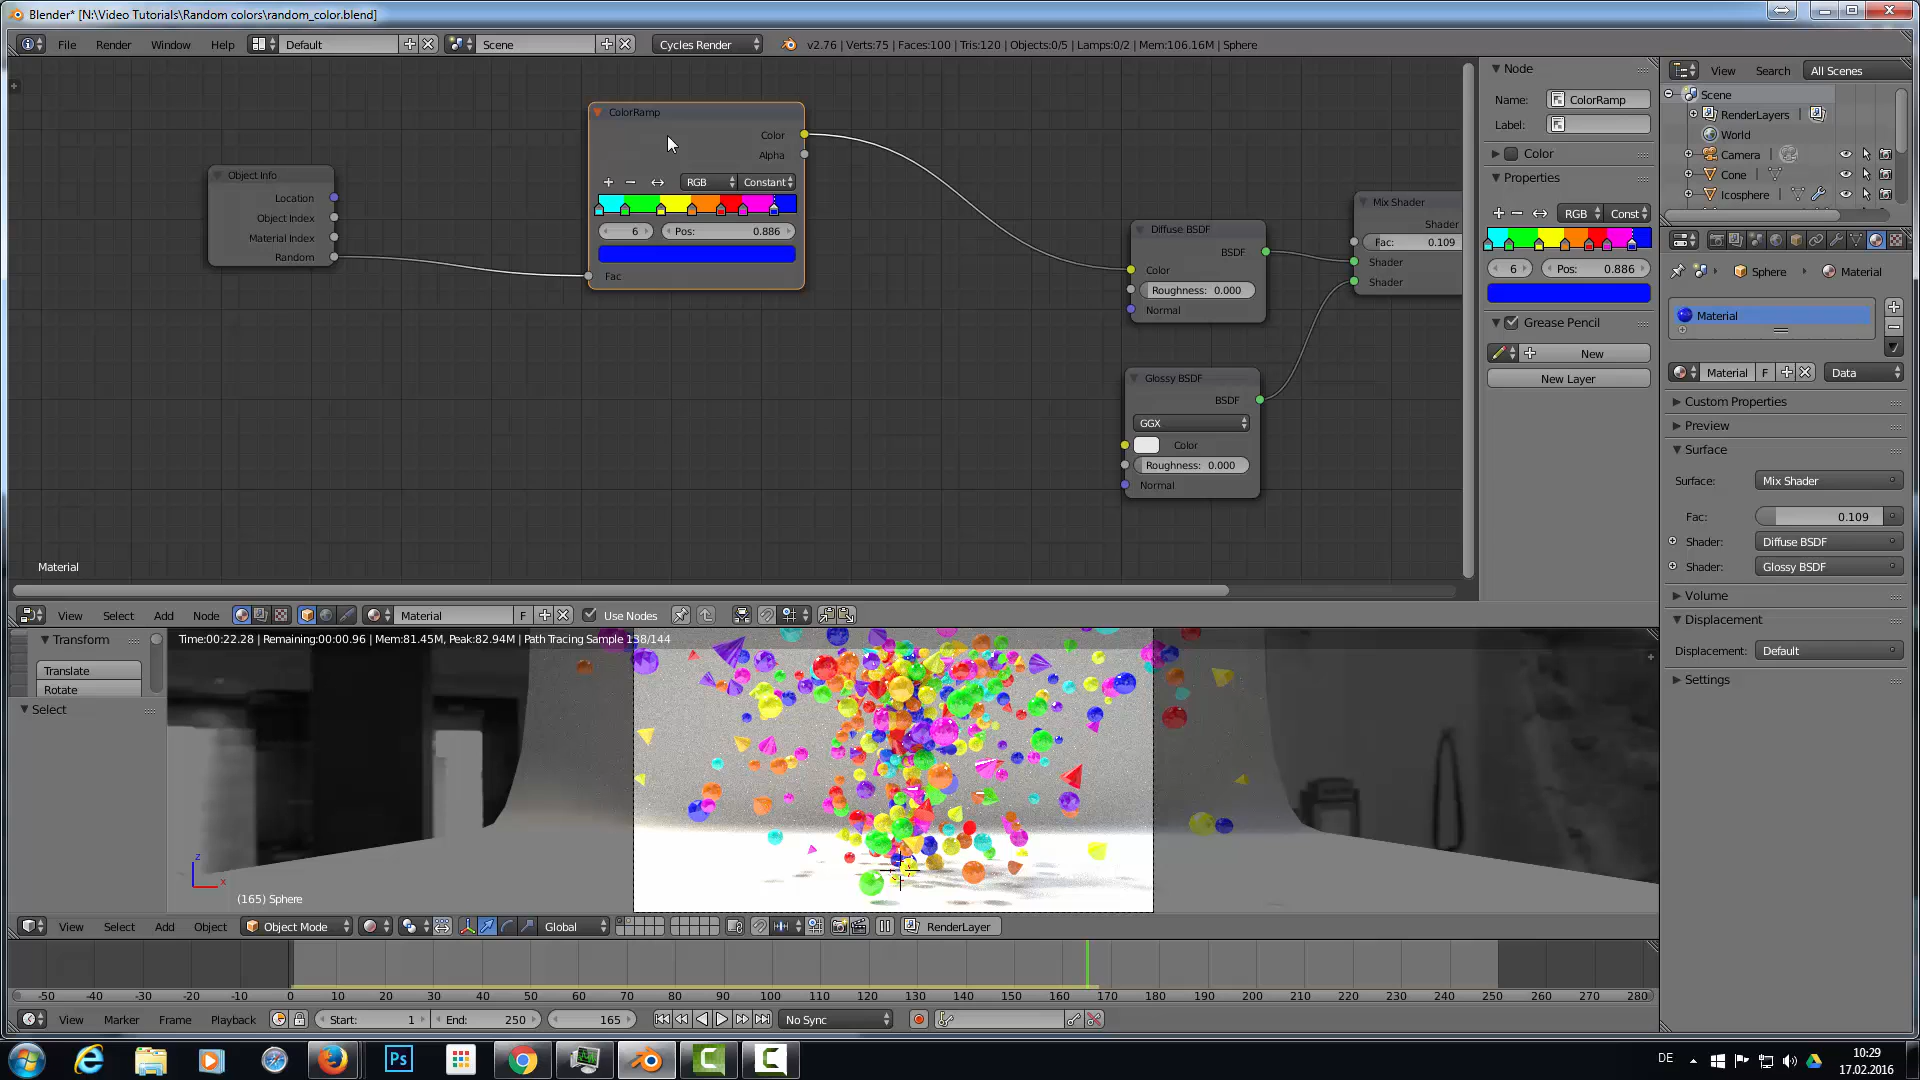 Blender* [N:\Video Tutorials\Random colors\random_color.blend]
File Render Window Help Default Scene Cycles Render v2.76 | Verts:75 | Faces:100 | Tris:120 | Objects:0/5 | Lamps:0/2 | Mem:106.16M | Sphere
Object Info
Location
Object Index
Material Index
Random
ColorRamp
Color
Alpha
RGB Constant
6 Pos: 0.886
Fac
Diffuse BSDF
BSDF
Color
Roughness: 0.000
Normal
Glossy BSDF
BSDF
GGX
Color
Roughness: 0.000
Normal
Mix Shader
Shader
Fac: 0.109
Shader
Shader
Material
Node
Name: ColorRamp
Label:
Color
Properties
RGB Const
6 Pos: 0.886
Grease Pencil
New
New Layer
View Search All Scenes
Scene
RenderLayers
World
Camera
Cone
Icosphere
Sphere Material
Material
Material F Data
Custom Properties
Preview
Surface
Surface: Mix Shader
Fac: 0.109
Shader: Diffuse BSDF
Shader: Glossy BSDF
Volume
Displacement
Displacement: Default
Settings
View Select Add Node Material F Use Nodes
Transform
Translate
Rotate
Select
Time:00:22.28 | Remaining:00:00.96 | Mem:81.45M, Peak:82.94M | Path Tracing Sample 138/144
z
x
(165) Sphere
View Select Add Object Object Mode Global RenderLayer
-50 -40 -30 -20 -10 0 10 20 30 40 50 60 70 80 90 100 110 120 130 140 150 160 170 180 190 200 210 220 230 240 250 260 270 280
View Marker Frame Playback Start: 1 End: 250 165 No Sync
Ps
DE
10:29
17.02.2016